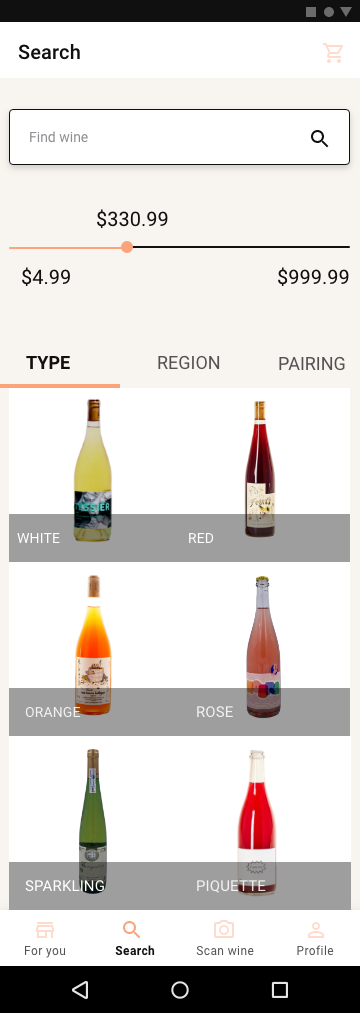 Search
Find wine
$330.99
$4.99 $999.99
TYPE REGION PAIRING
WHITE RED
ORANGE ROSE
SPARKLING PIQUETTE
For you Search Scan wine Profile